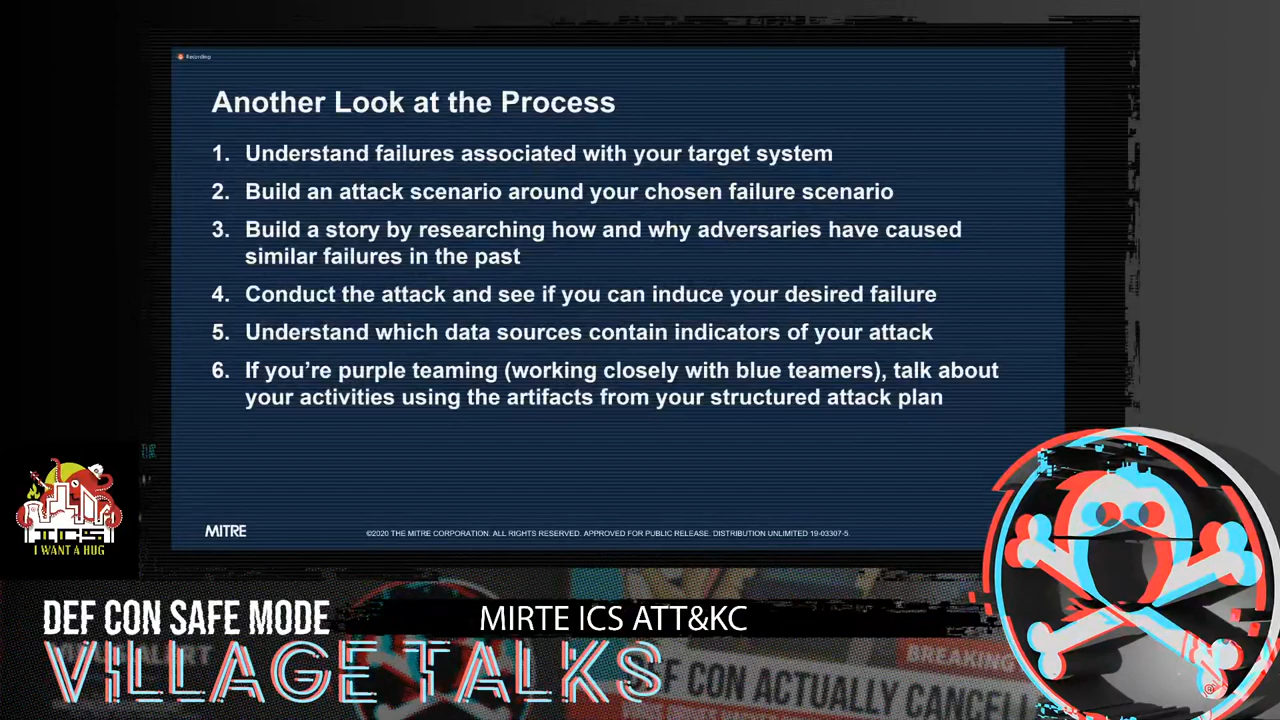 Recording
Another Look at the Process
1. Understand failures associated with your target system
2. Build an attack scenario around your chosen failure scenario
3. Build a story by researching how and why adversaries have caused
similar failures in the past
4. Conduct the attack and see if you can induce your desired failure
5. Understand which data sources contain indicators of your attack
6. If you’re purple teaming (working closely with blue teamers), talk about
your activities using the artifacts from your structured attack plan
MITRE
©2020 THE MITRE CORPORATION. ALL RIGHTS RESERVED. APPROVED FOR PUBLIC RELEASE. DISTRIBUTION UNLIMITED 19-03307-5.
ICS
I WANT A HUG
DEF CON SAFE MODE
MIRTE ICS ATT&KC
VILLAGE TALKS
BREAKING
DEF CON ACTUALLY CANCELL